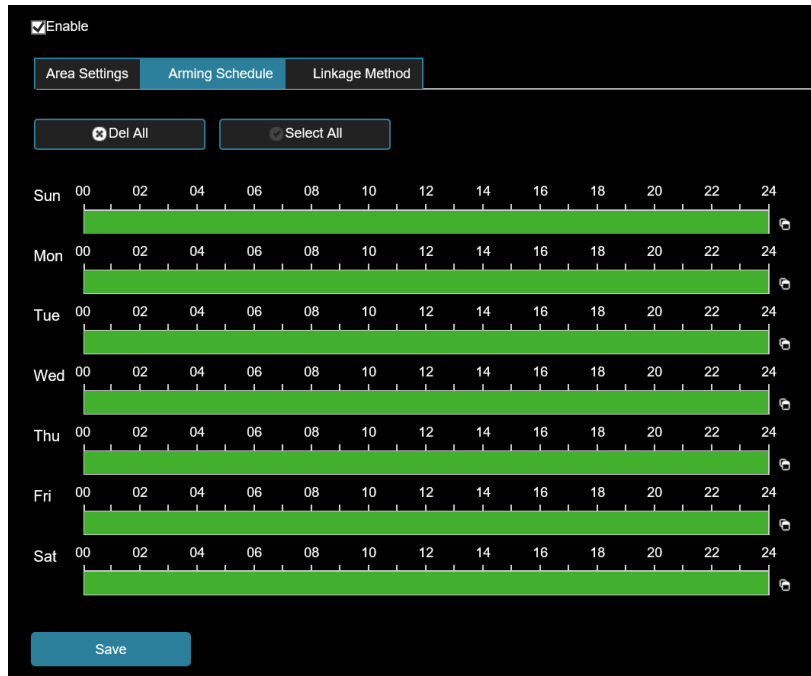 Enable
Area Settings Arming Schedule Linkage Method
Del All Select All
Sun 00 02 04 06 08 10 12 14 16 18 20 22 24
Mon 00 02 04 06 08 10 12 14 16 18 20 22 24
Tue 00 02 04 06 08 10 12 14 16 18 20 22 24
Wed 00 02 04 06 08 10 12 14 16 18 20 22 24
Thu 00 02 04 06 08 10 12 14 16 18 20 22 24
Fri 00 02 04 06 08 10 12 14 16 18 20 22 24
Sat 00 02 04 06 08 10 12 14 16 18 20 22 24
Save